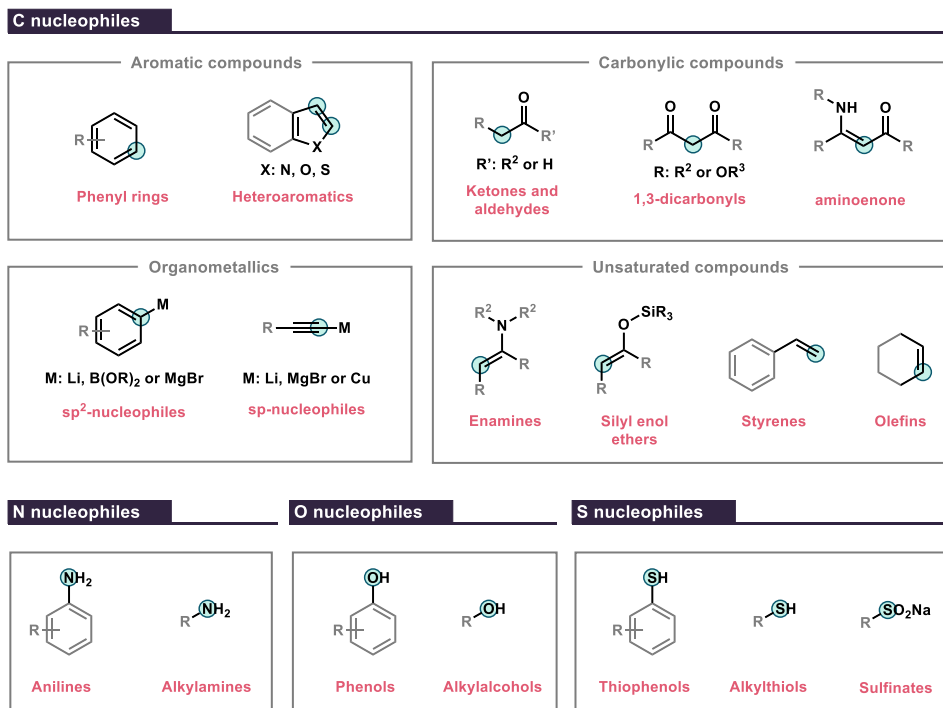 C nucleophiles
Aromatic compounds
R
X
X: N, O, S
Phenyl rings
Heteroaromatics
Carbonylic compounds
O
R
R'
R': R² or H
Ketones and
aldehydes
O O
R R
R: R² or OR³
1,3-dicarbonyls
R
NH O
R R
aminoenone
Organometallics
M
R
M: Li, B(OR)₂ or MgBr
sp²-nucleophiles
R M
M: Li, MgBr or Cu
sp-nucleophiles
Unsaturated compounds
R² R²
N
R
R
Enamines
SiR₃
O
R
R
Silyl enol
ethers
Styrenes
Olefins
N nucleophiles
NH₂
R
Anilines
R NH₂
Alkylamines
O nucleophiles
OH
R
Phenols
R OH
Alkylalcohols
S nucleophiles
SH
R
Thiophenols
R SH
Alkylthiols
R SO₂Na
Sulfinates